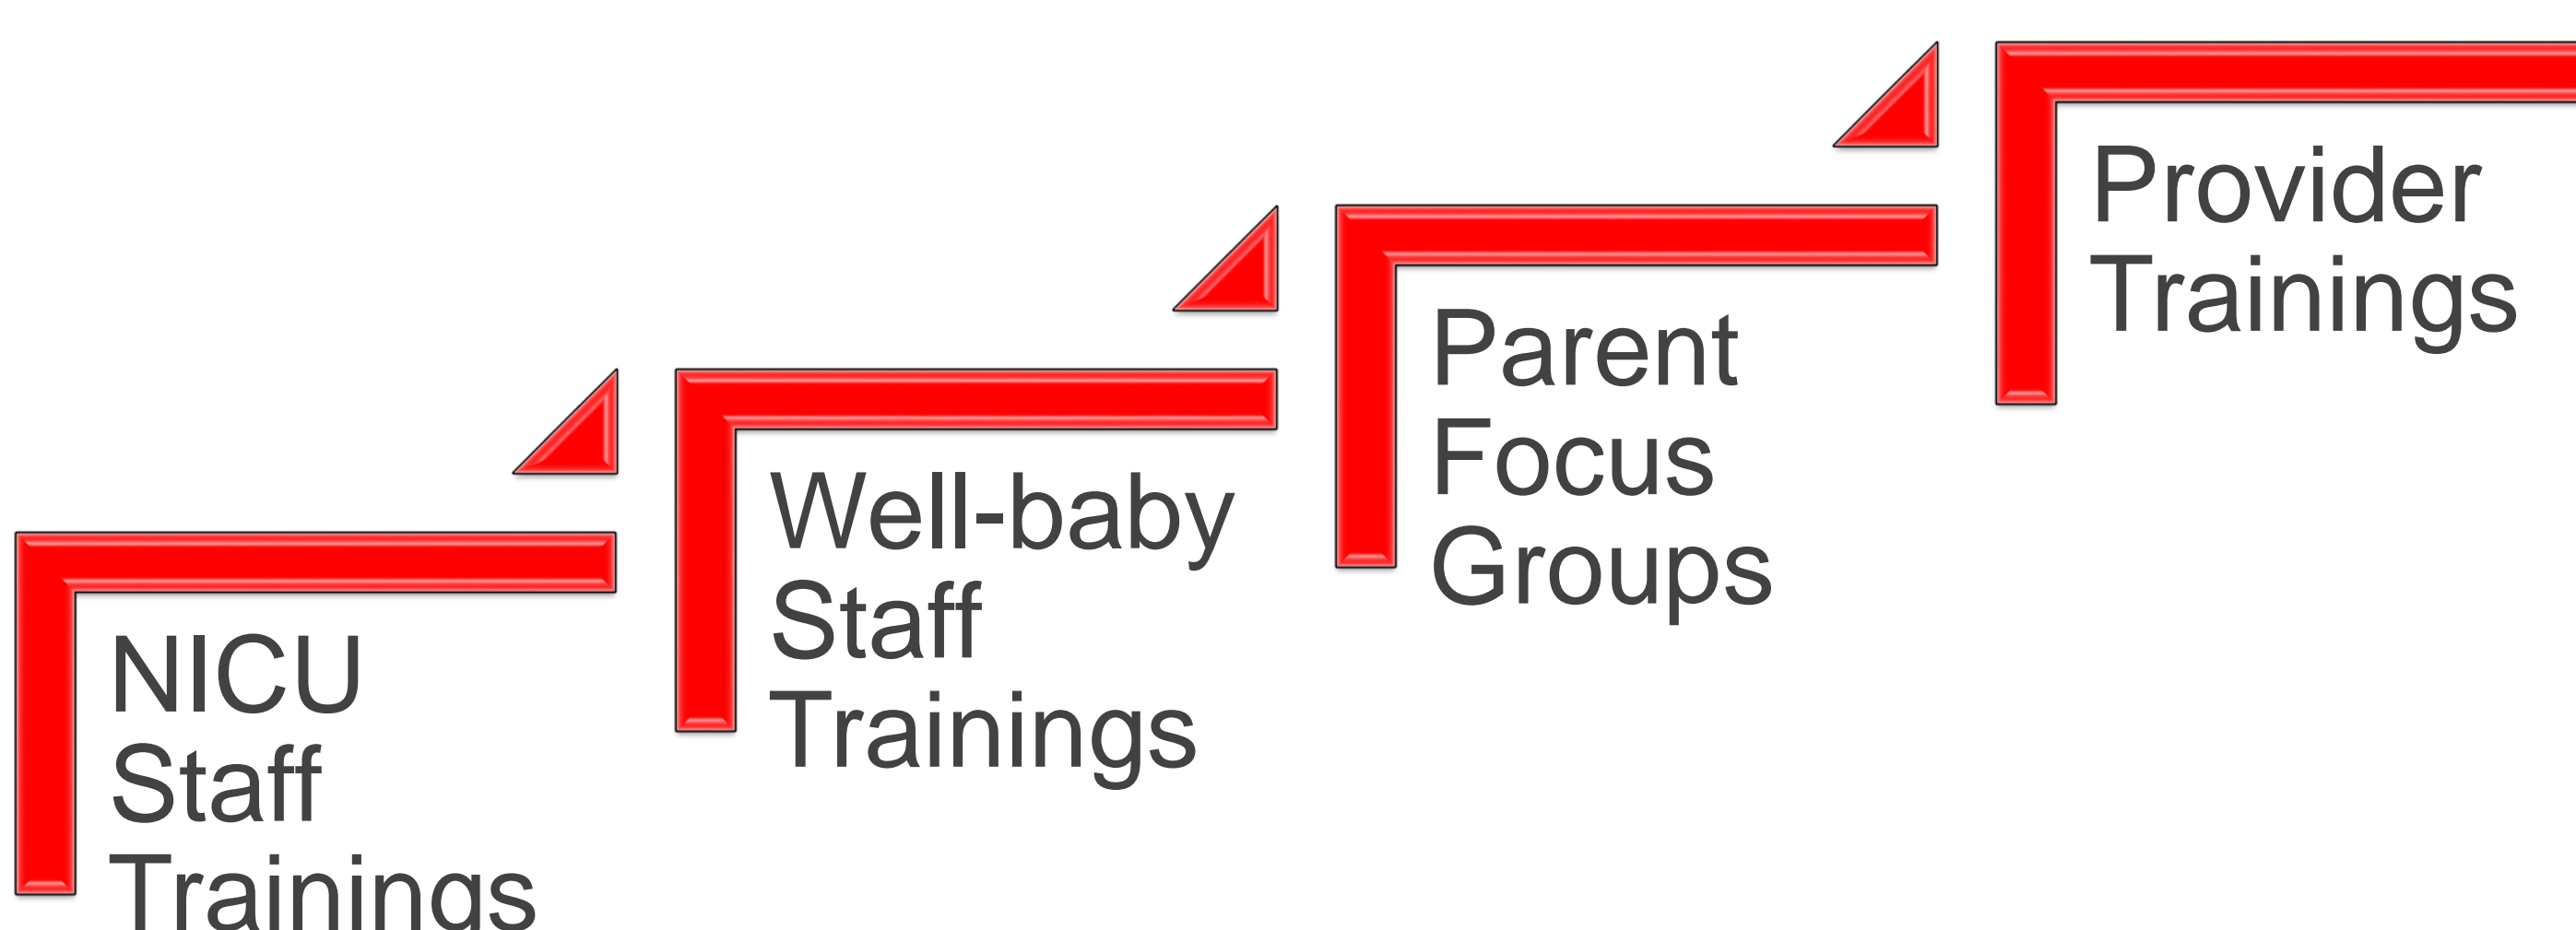 NICU
Staff
Trainings
Well-baby
Staff
Trainings
Parent
Focus
Groups
Provider
Trainings